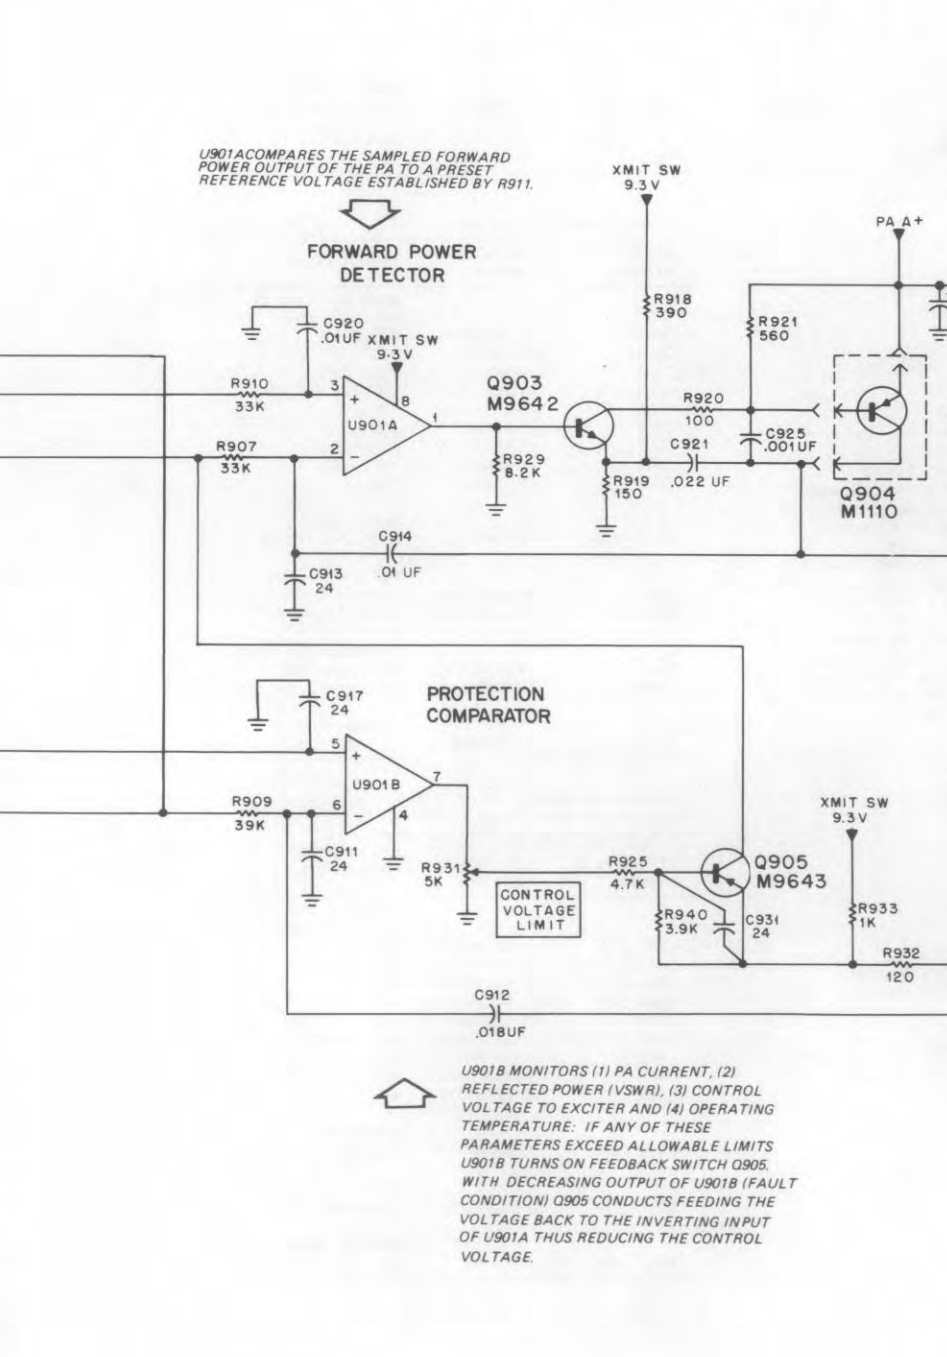 U901ACOMPARES THE SAMPLED FORWARD
POWER OUTPUT OF THE PA TO A PRESET
REFERENCE VOLTAGE ESTABLISHED BY R911.
FORWARD POWER
DETECTOR
XMIT SW
9.3V
PA A+
R918
390
R921
560
C920
.01UF
XMIT SW
9.3V
R910
33K
3
+
8
U901A
1
Q903
M9642
R920
100
R907
33K
2
−
R929
8.2K
C921
.022 UF
C925
.001UF
R919
150
Q904
M1110
C914
.01 UF
C913
24
PROTECTION
COMPARATOR
C917
24
5
+
U901B
7
R909
39K
6
−
4
C911
24
R931
5K
CONTROL
VOLTAGE
LIMIT
R925
4.7K
Q905
M9643
XMIT SW
9.3V
R940
3.9K
C931
24
R933
1K
R932
120
C912
.018UF
U901B MONITORS (1) PA CURRENT, (2)
REFLECTED POWER (VSWR), (3) CONTROL
VOLTAGE TO EXCITER AND (4) OPERATING
TEMPERATURE: IF ANY OF THESE
PARAMETERS EXCEED ALLOWABLE LIMITS
U901B TURNS ON FEEDBACK SWITCH Q905.
WITH DECREASING OUTPUT OF U901B (FAULT
CONDITION) Q905 CONDUCTS FEEDING THE
VOLTAGE BACK TO THE INVERTING INPUT
OF U901A THUS REDUCING THE CONTROL
VOLTAGE.